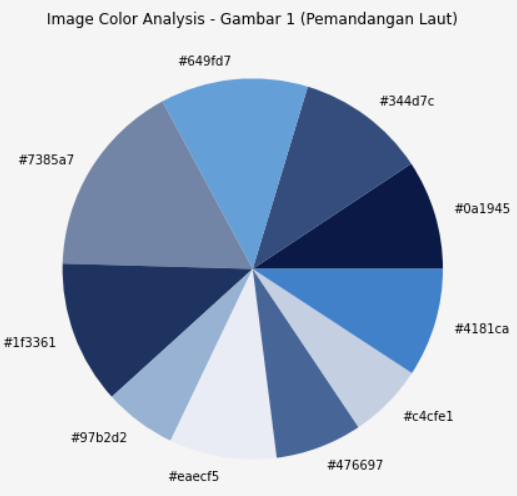 Image Color Analysis - Gambar 1 (Pemandangan Laut)
#649fd7
#344d7c
#7385a7
#0a1945
#4181ca
#1f3361
#c4cfe1
#97b2d2
#476697
#eaecf5